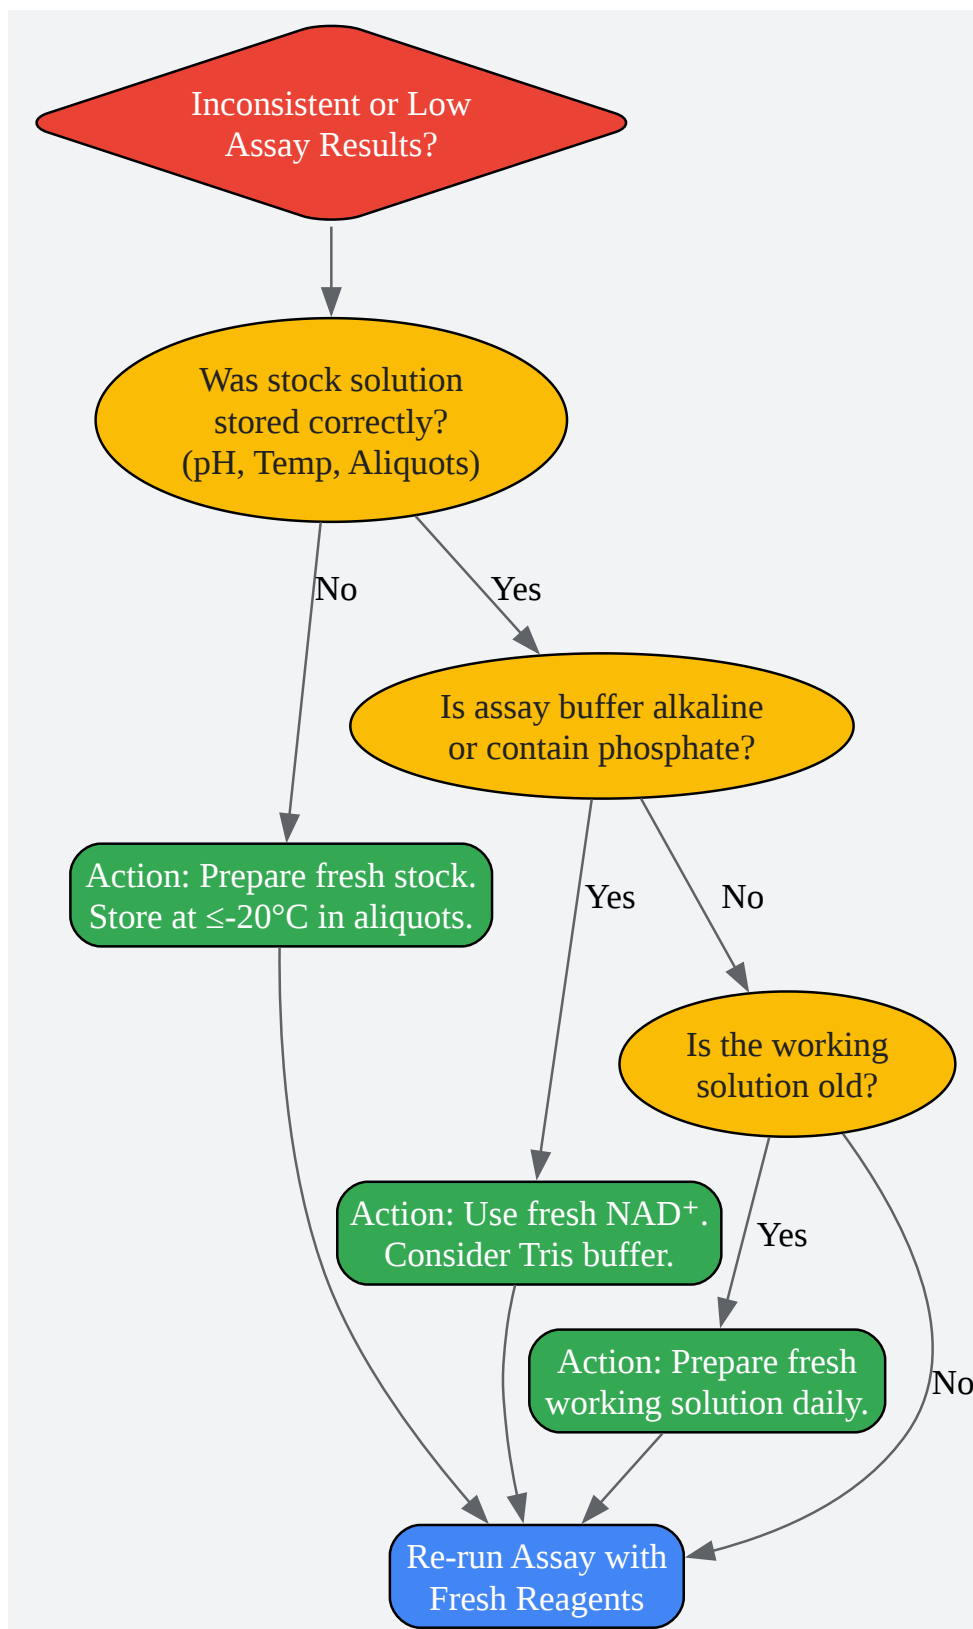 Inconsistent or Low
Assay Results?
Was stock solution
stored correctly?
(pH, Temp, Aliquots)
No
Yes
Is assay buffer alkaline
or contain phosphate?
Action: Prepare fresh stock.
Store at ≤-20°C in aliquots.
Yes
No
Is the working
solution old?
Action: Use fresh NAD⁺.
Consider Tris buffer.
Yes
Action: Prepare fresh
working solution daily.
No
Re-run Assay with
Fresh Reagents